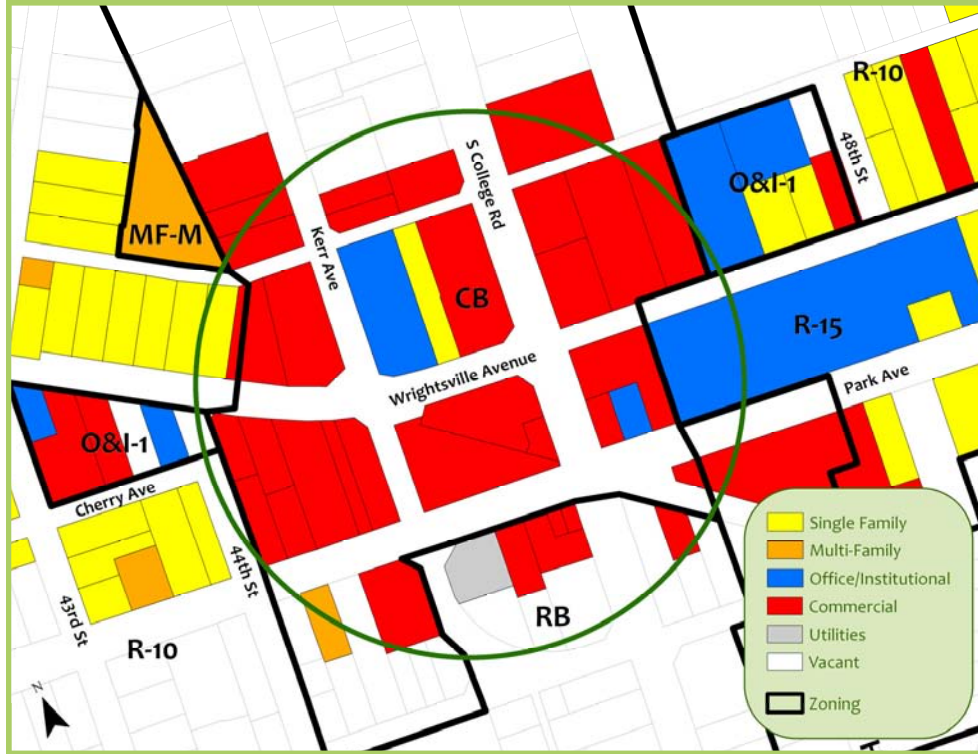 R-10
S College Rd
48th St
O&I-1
MF-M
Kerr Ave
CB
R-15
Wrightsville Avenue
Park Ave
O&I-1
Cherry Ave
44th St
43rd St
R-10
RB
N
Single Family
Multi-Family
Office/Institutional
Commercial
Utilities
Vacant
Zoning